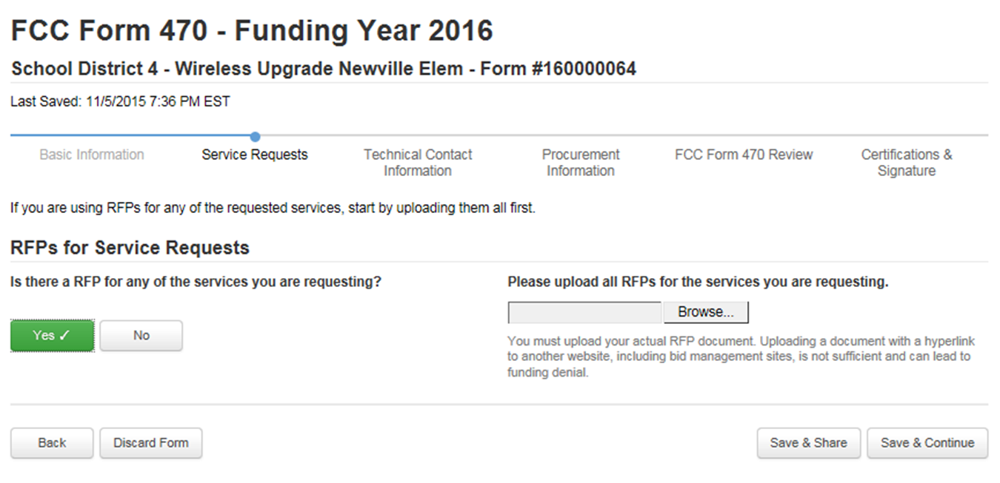 FCC Form 470 - Funding Year 2016
School District 4 - Wireless Upgrade Newville Elem - Form #160000064
Last Saved: 11/5/2015 7:36 PM EST
Basic Information
Service Requests
Technical Contact
Information
Procurement
Information
FCC Form 470 Review
Certifications &
Signature
If you are using RFPs for any of the requested services, start by uploading them all first.
RFPs for Service Requests
Is there a RFP for any of the services you are requesting?
Yes ✓
No
Please upload all RFPs for the services you are requesting.
Browse...
You must upload your actual RFP document. Uploading a document with a hyperlink
to another website, including bid management sites, is not sufficient and can lead to
funding denial.
Back
Discard Form
Save & Share
Save & Continue